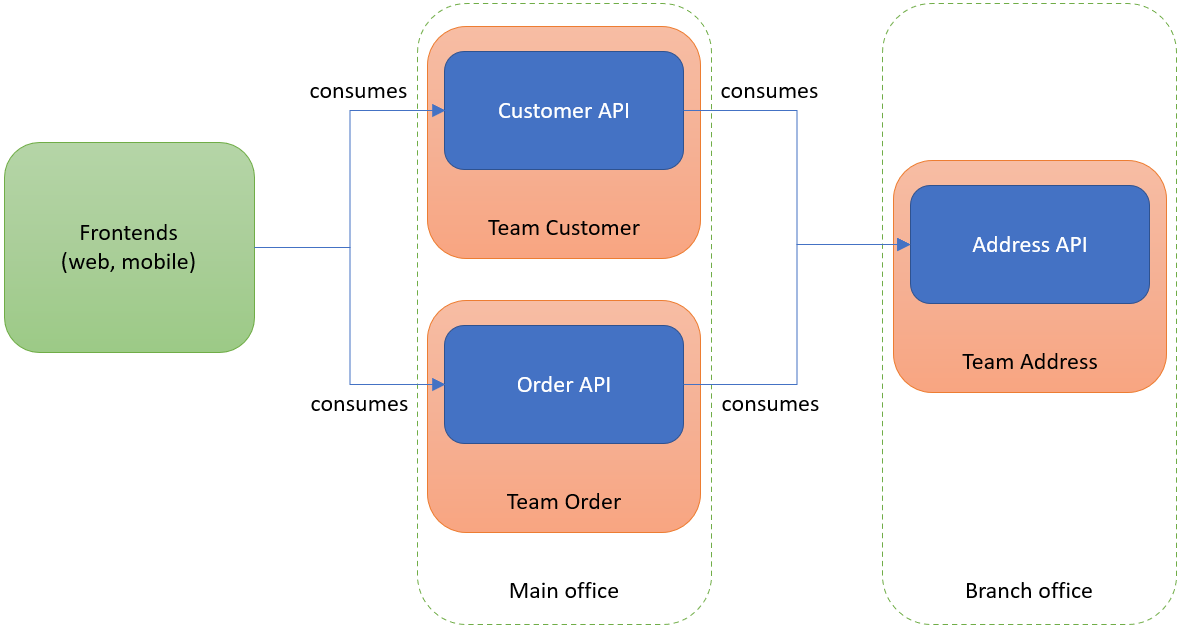 consumes
Customer API
consumes
Team Customer
Frontends
(web, mobile)
Address API
Team Address
Order API
consumes
consumes
Team Order
Main office
Branch office